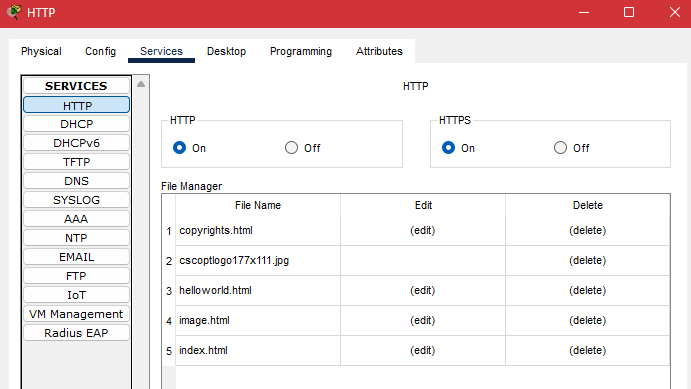 HTTP
Physical Config Services Desktop Programming Attributes
SERVICES
HTTP
DHCP
DHCPv6
TFTP
DNS
SYSLOG
AAA
NTP
EMAIL
FTP
IoT
VM Management
Radius EAP
HTTP
HTTP
On Off
HTTPS
On Off
File Manager
File Name Edit Delete
1 copyrights.html (edit) (delete)
2 cscoptlogo177x111.jpg (delete)
3 helloworld.html (edit) (delete)
4 image.html (edit) (delete)
5 index.html (edit) (delete)